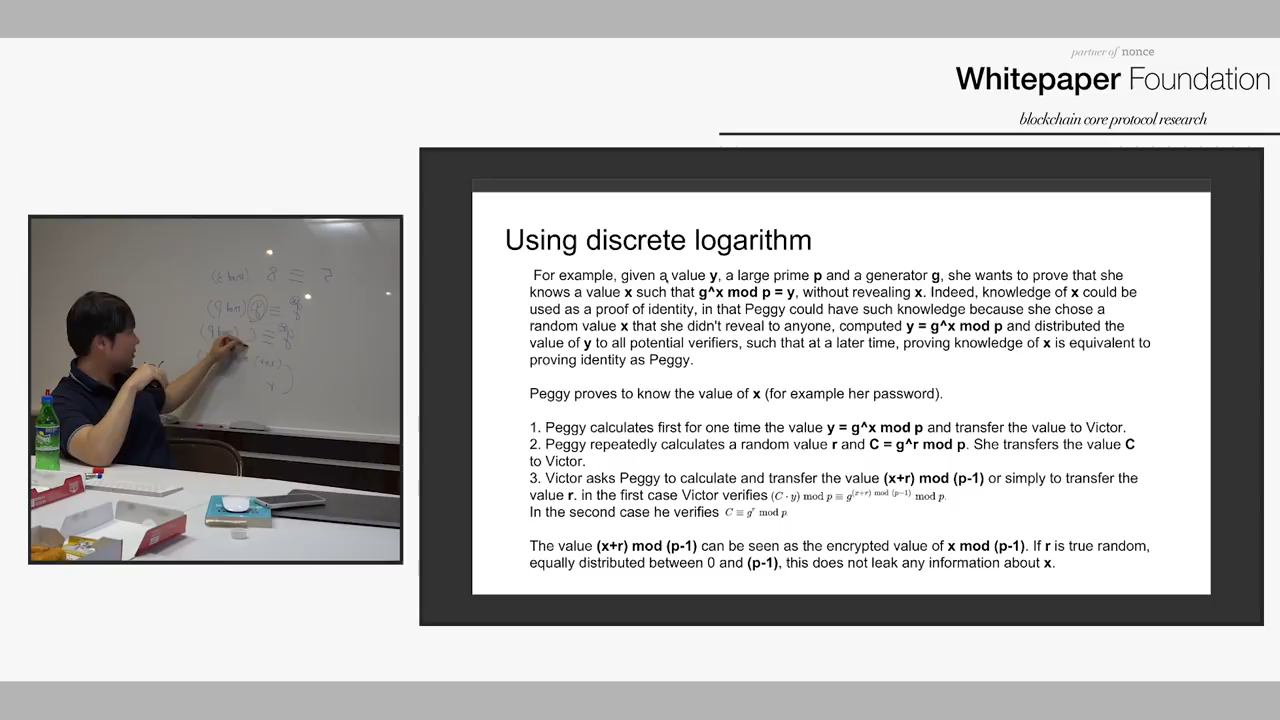 partner of nonce
Whitepaper Foundation
blockchain core protocol research
Using discrete logarithm
For example, given a value y, a large prime p and a generator g, she wants to prove that she
knows a value x such that g^x mod p = y, without revealing x. Indeed, knowledge of x could be
used as a proof of identity, in that Peggy could have such knowledge because she chose a
random value x that she didn't reveal to anyone, computed y = g^x mod p and distributed the
value of y to all potential verifiers, such that at a later time, proving knowledge of x is equivalent to
proving identity as Peggy.
Peggy proves to know the value of x (for example her password).
1. Peggy calculates first for one time the value y = g^x mod p and transfer the value to Victor.
2. Peggy repeatedly calculates a random value r and C = g^r mod p. She transfers the value C
to Victor.
3. Victor asks Peggy to calculate and transfer the value (x+r) mod (p-1) or simply to transfer the
value r. in the first case Victor verifies (C · y) mod p ≡ g^{(x+r) mod (p−1)} mod p.
In the second case he verifies C ≡ g^r mod p.
The value (x+r) mod (p-1) can be seen as the encrypted value of x mod (p-1). If r is true random,
equally distributed between 0 and (p-1), this does not leak any information about x.